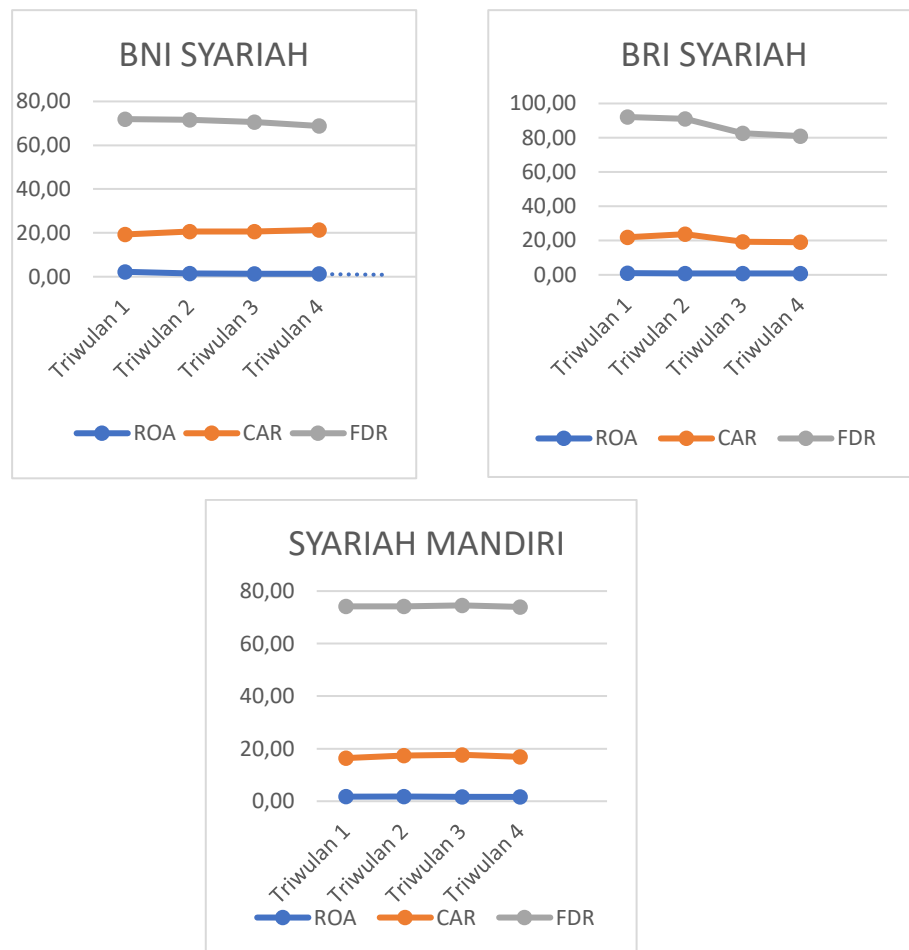 BNI SYARIAH
80,00
60,00
40,00
20,00
0,00
Triwulan 1
Triwulan 2
Triwulan 3
Triwulan 4
ROA CAR FDR
BRI SYARIAH
100,00
80,00
60,00
40,00
20,00
0,00
Triwulan 1
Triwulan 2
Triwulan 3
Triwulan 4
ROA CAR FDR
SYARIAH MANDIRI
80,00
60,00
40,00
20,00
0,00
Triwulan 1
Triwulan 2
Triwulan 3
Triwulan 4
ROA CAR FDR